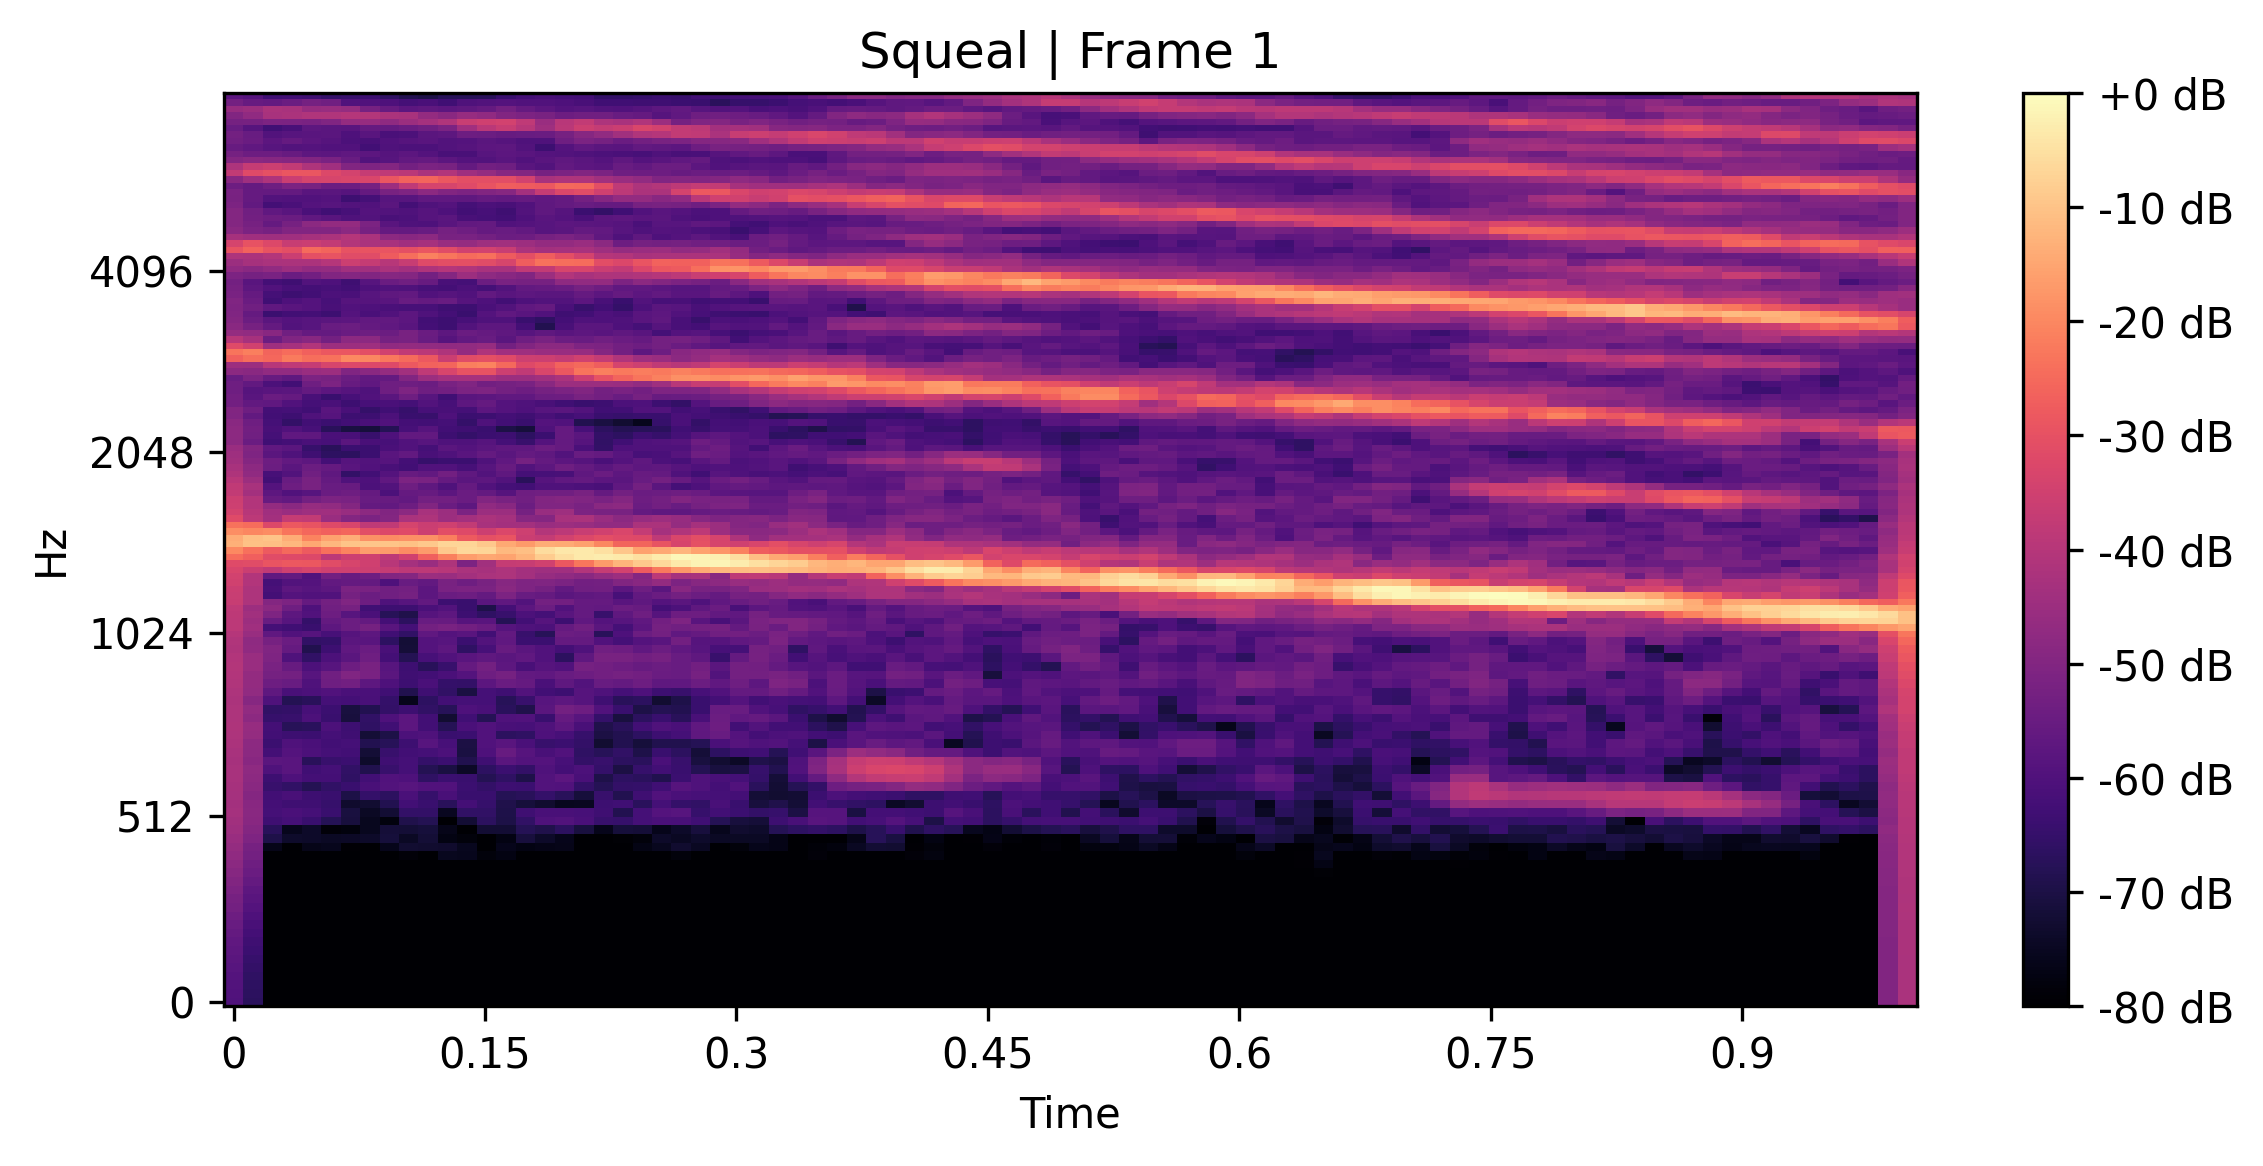 Squeal | Frame 1
Hz
4096
2048
1024
512
0
0 0.15 0.3 0.45 0.6 0.75 0.9
Time
+0 dB
-10 dB
-20 dB
-30 dB
-40 dB
-50 dB
-60 dB
-70 dB
-80 dB